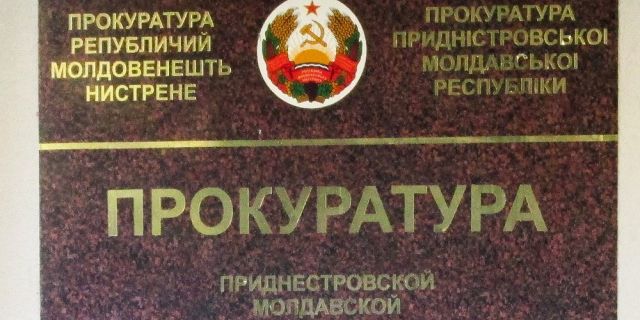 ПРОКУРАТУРА
РЕПУБЛИЧИЙ
МОЛДОВЕНЕШТЬ
НИСТРЕНЕ
ПРОКУРАТУРА
ПРИДНІСТРОВСЬКОЇ
МОЛДАВСЬКОЇ
РЕСПУБЛІКИ
ПРОКУРАТУРА
ПРИДНЕСТРОВСКОЙ
МОЛДАВСКОЙ